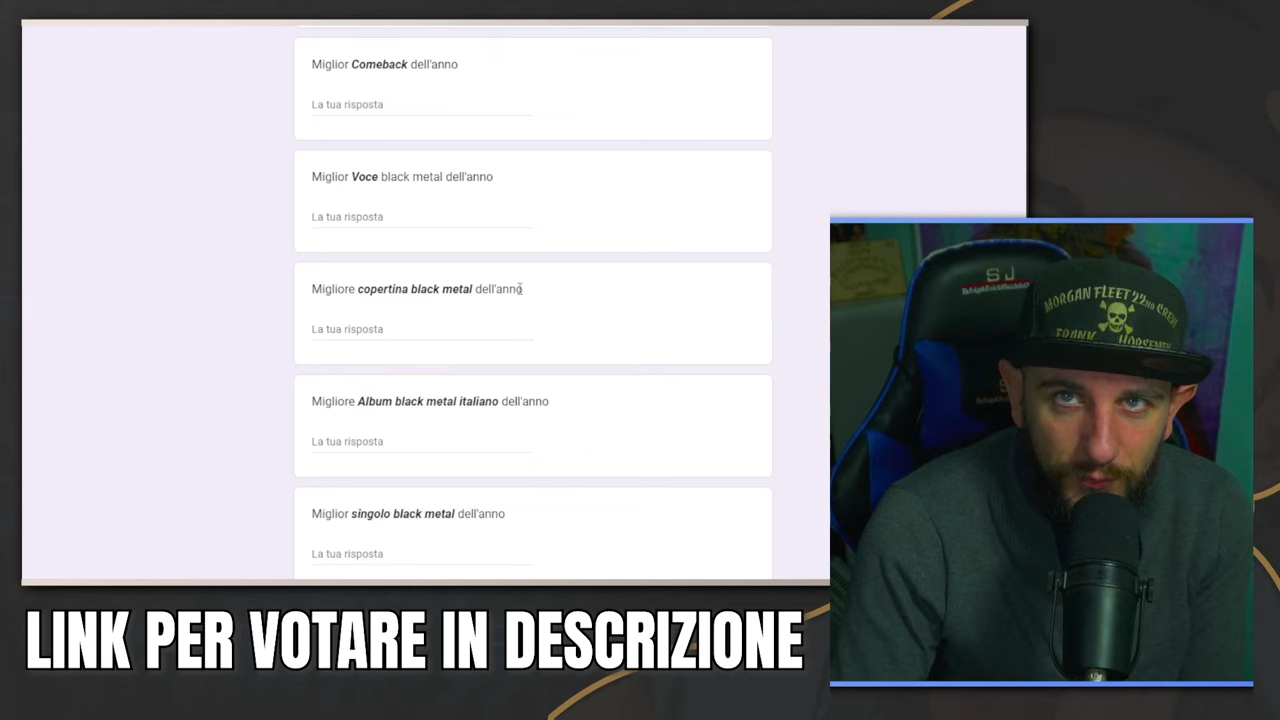 Miglior Comeback dell'anno
La tua risposta
Miglior Voce black metal dell'anno
La tua risposta
Migliore copertina black metal dell'anno
La tua risposta
Migliore Album black metal italiano dell'anno
La tua risposta
Miglior singolo black metal dell'anno
La tua risposta
SJ
MORGAN FLEET 22ND CREW
LINK PER VOTARE IN DESCRIZIONE